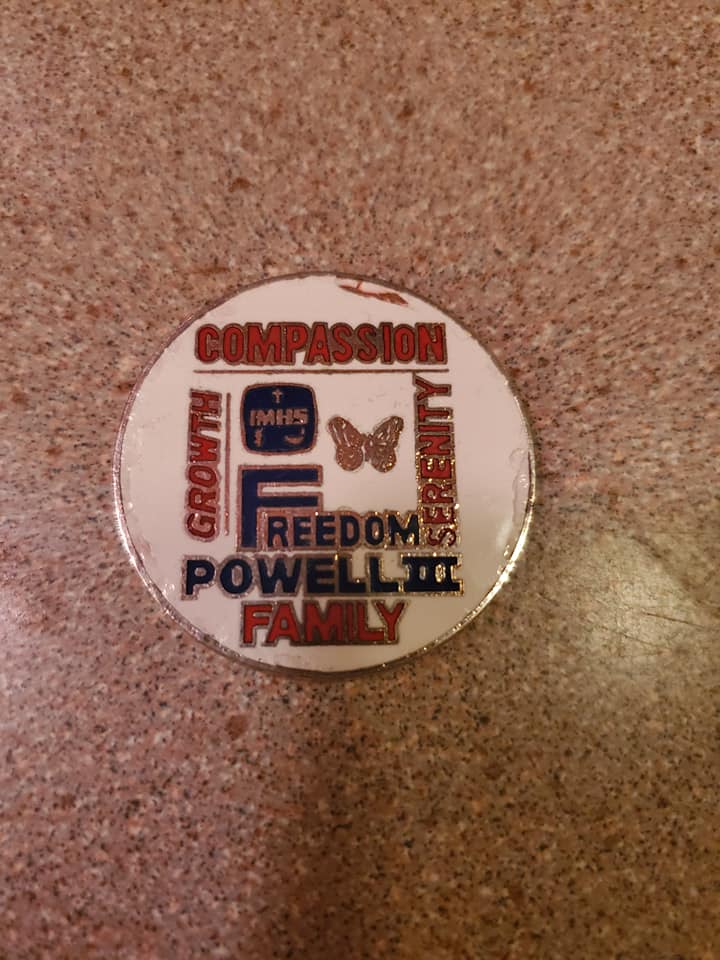 COMPASSION
GROWTH
IMHS
SERENITY
FREEDOM
POWELL III
FAMILY